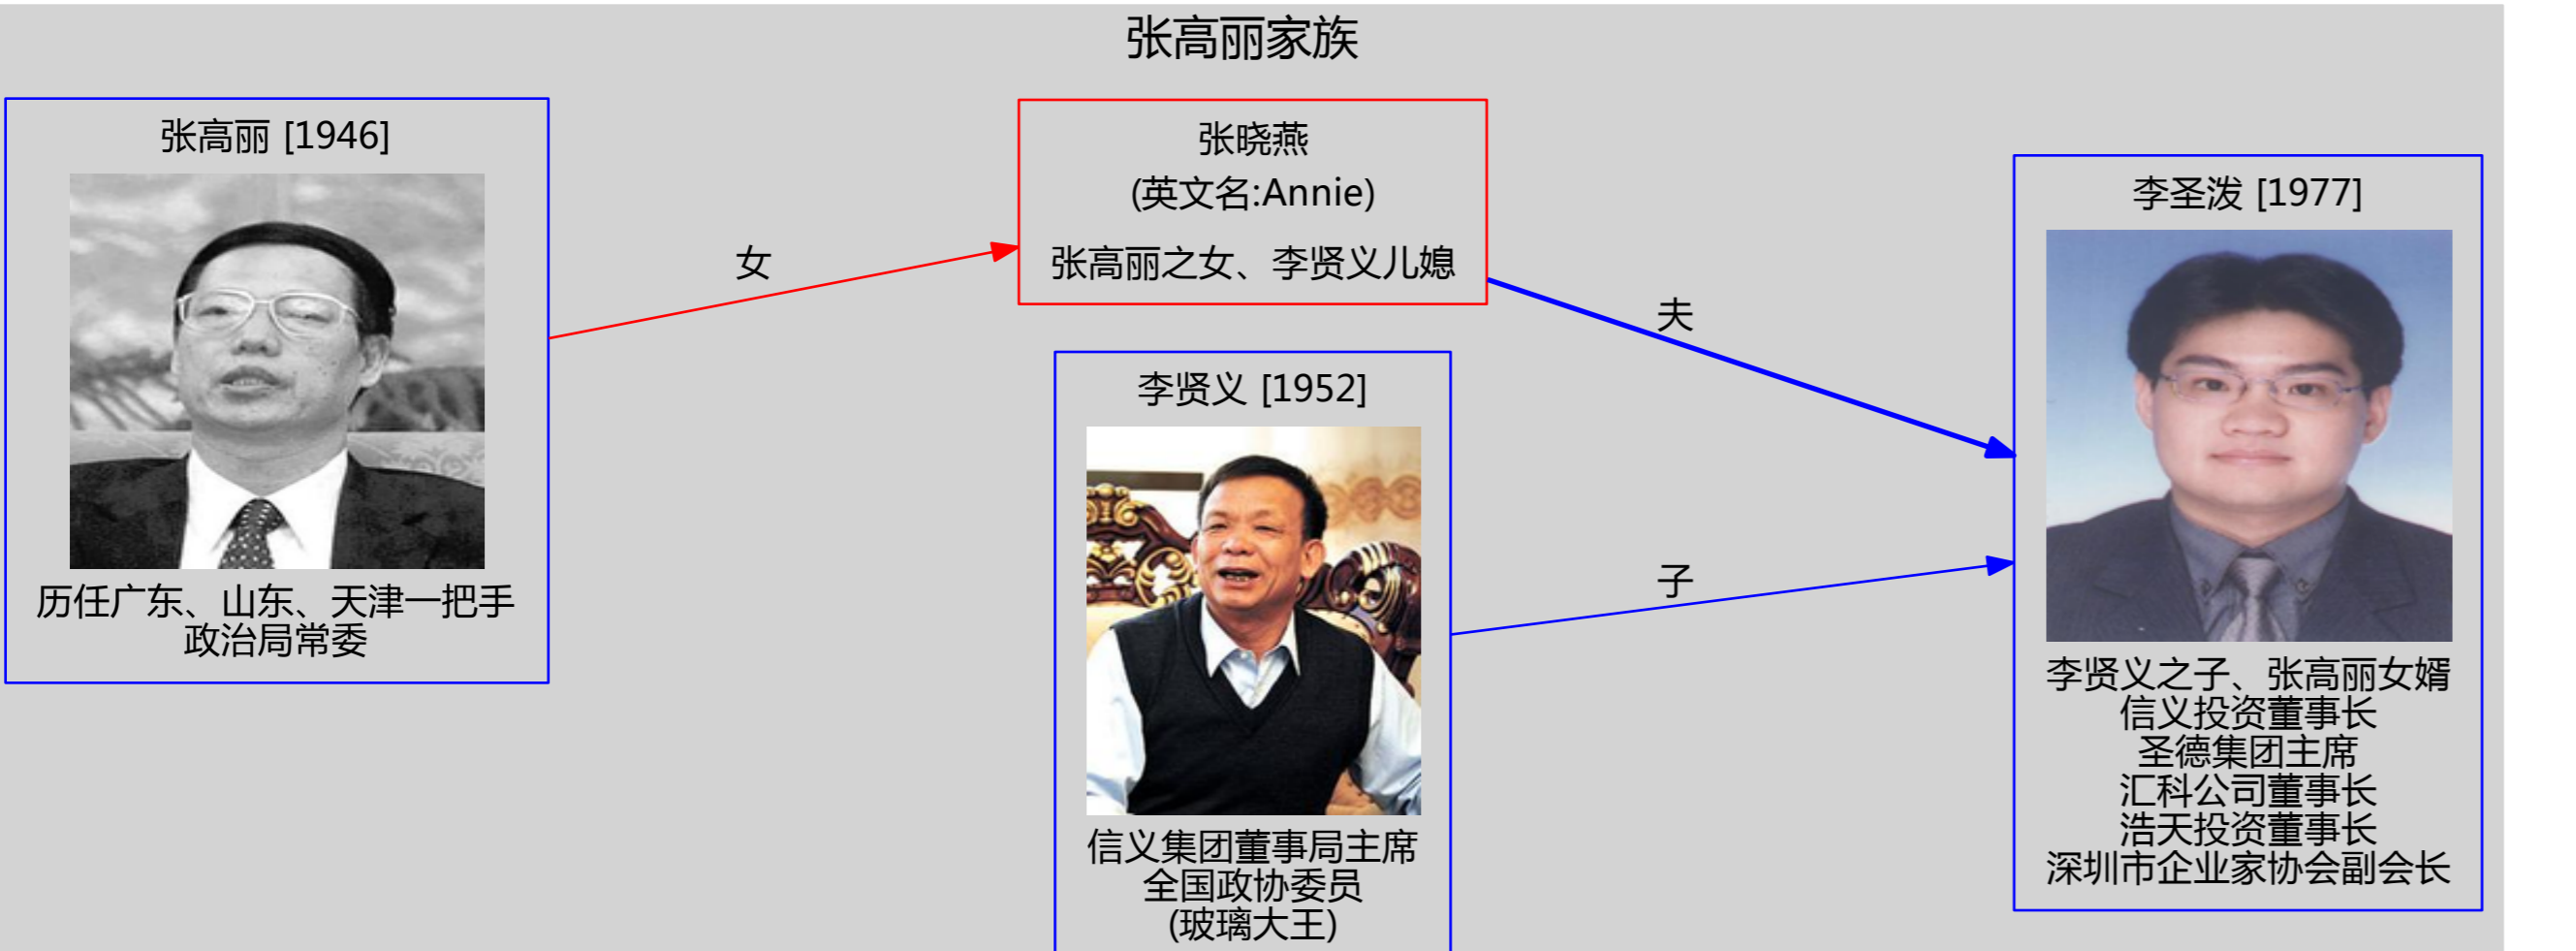 张高丽家族
张高丽 [1946]
历任广东、山东、天津一把手
政治局常委
女
张晓燕
(英文名:Annie)
张高丽之女、李贤义儿媳
李贤义 [1952]
信义集团董事局主席
全国政协委员
(玻璃大王)
夫
子
李圣泼 [1977]
李贤义之子、张高丽女婿
信义投资董事长
圣德集团主席
汇科公司董事长
浩天投资董事长
深圳市企业家协会副会长